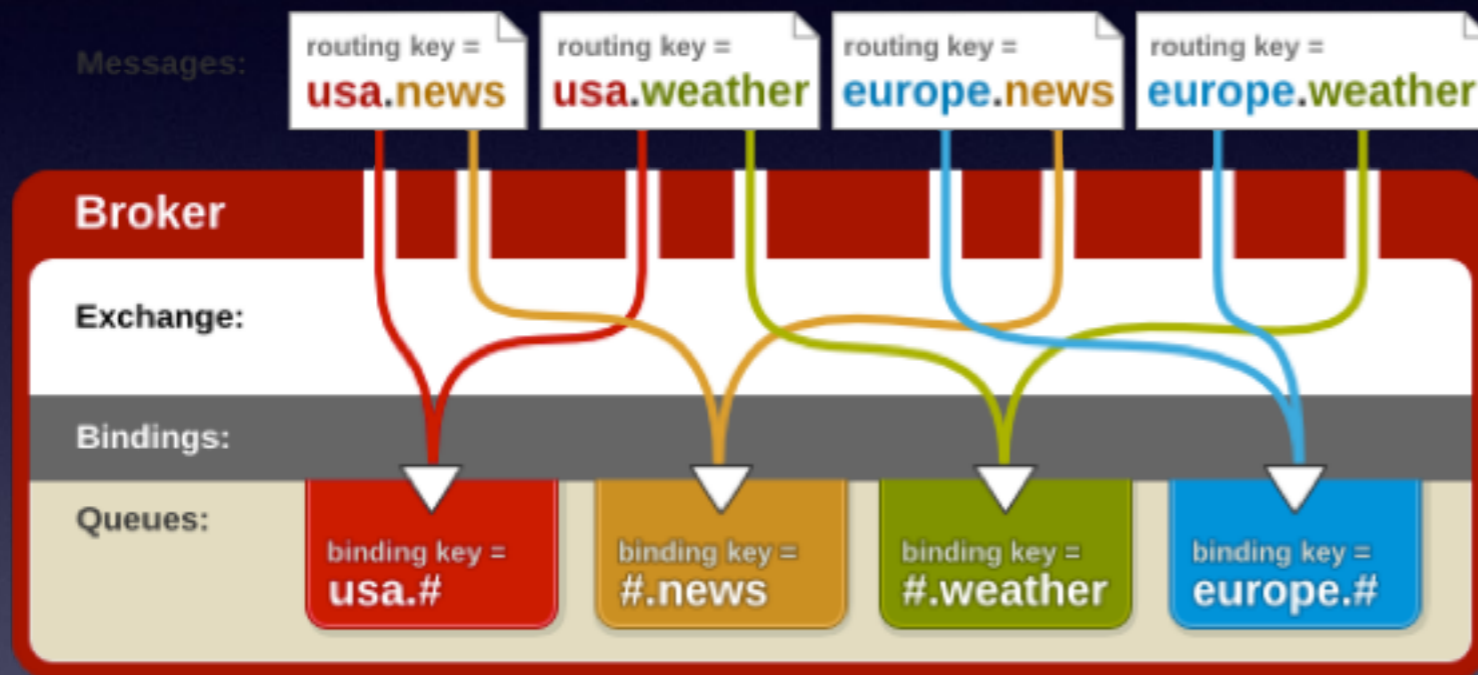 Messages:
routing key =
usa.news
routing key =
usa.weather
routing key =
europe.news
routing key =
europe.weather
Broker
Exchange:
Bindings:
Queues:
binding key =
usa.#
binding key =
#.news
binding key =
#.weather
binding key =
europe.#